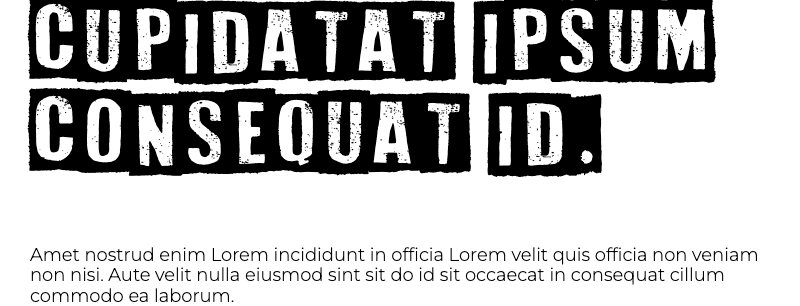 CUPIDATAT IPSUM
CONSEQUAT ID.
Amet nostrud enim Lorem incididunt in officia Lorem velit quis officia non veniam
non nisi. Aute velit nulla eiusmod sint sit do id sit occaecat in consequat cillum
commodo ea laborum.